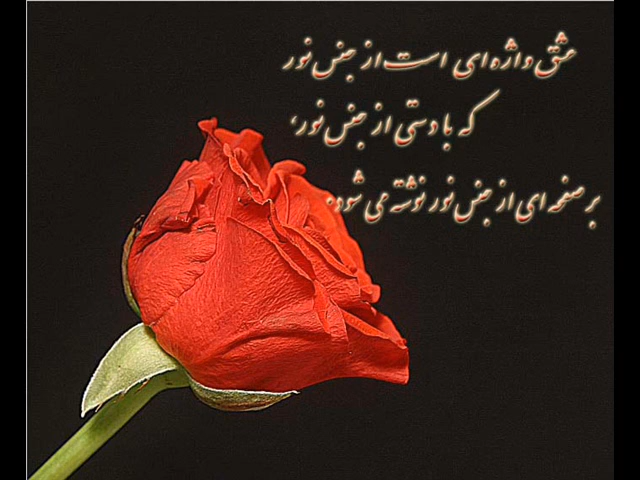 عشق واژه ای است از جنس نور
که با دستی از جنس نور،
بر صفحه ای از جنس نور نوشته می شود.